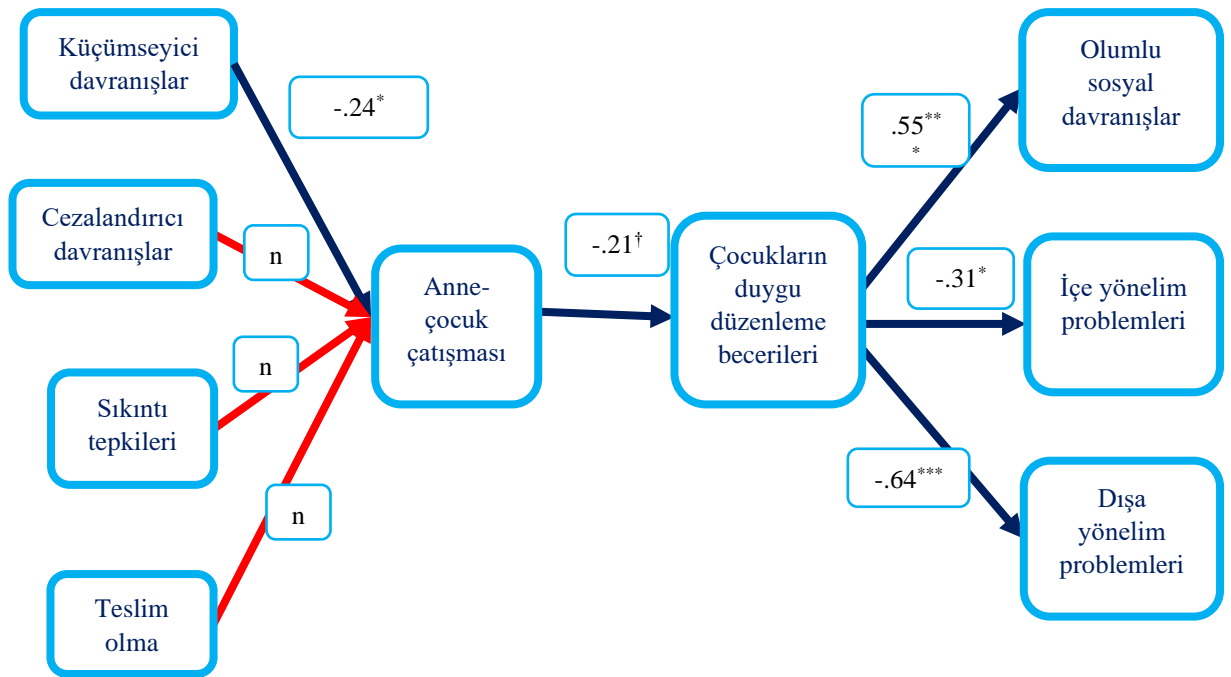 Küçümseyici
davranışlar
-.24*
Cezalandırıcı
davranışlar
n
Sıkıntı
tepkileri
n
Teslim
olma
n
Anne-
çocuk
çatışması
-.21†
Çocukların
duygu
düzenleme
becerileri
.55**
*
Olumlu
sosyal
davranışlar
-.31*
İçe yönelim
problemleri
-.64***
Dışa
yönelim
problemleri